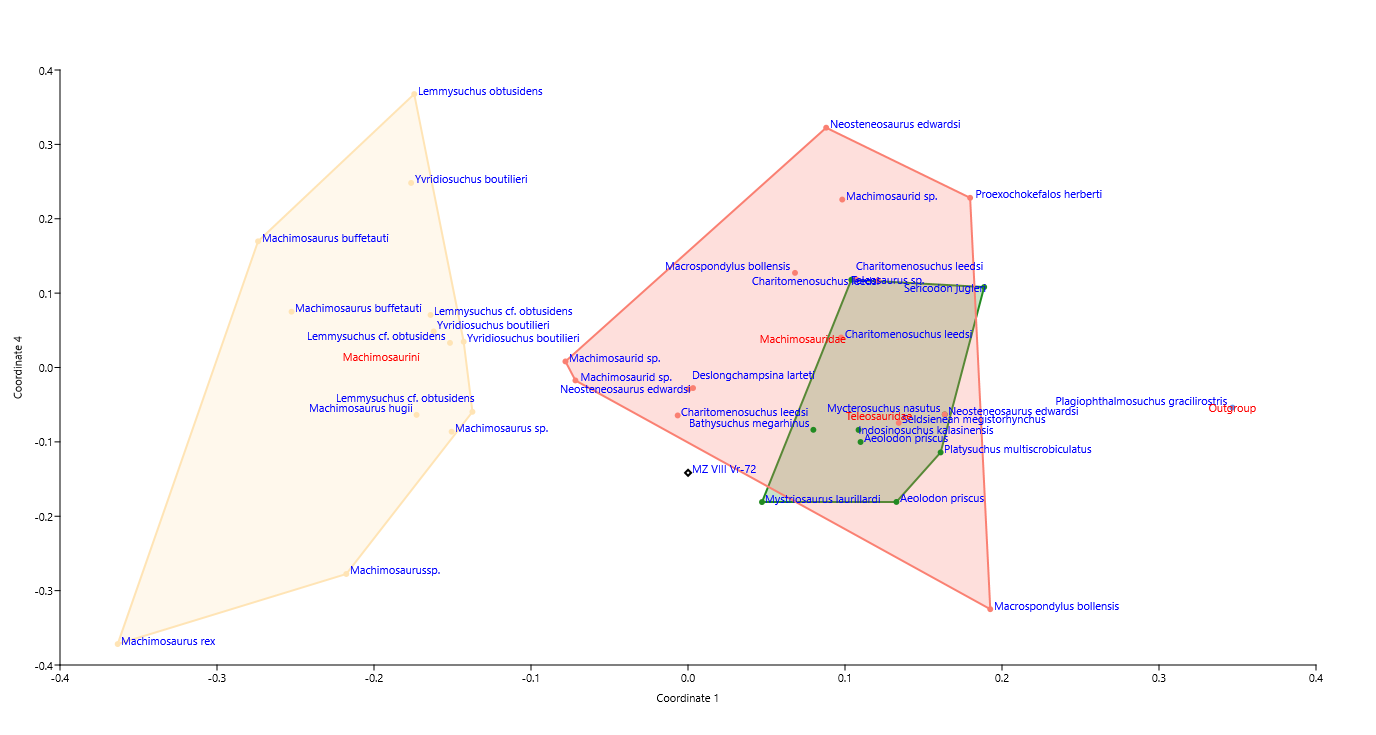 0.4
Lemmysuchus obtusidens
0.3
Neosteneosaurus edwardsi
Yvridiosuchus boutilieri
Machimosaurid sp.
Proexochokefalos herberti
0.2
Machimosaurus buffetauti
Macrospondylus bollensis
Charitomenosuchus leedsi
Charitomenosuchus leedsi
Teleosaurus sp.
Sericodon jugleri
0.1
Machimosaurus buffetauti
Lemmysuchus cf. obtusidens
Yvridiosuchus boutilieri
Lemmysuchus cf. obtusidens
Yvridiosuchus boutilieri
Machimosauridae
Charitomenosuchus leedsi
Machimosaurini
Machimosaurid sp.
0.0
Machimosaurid sp.
Deslongchampsina larteti
Neosteneosaurus edwardsi
Lemmysuchus cf. obtusidens
Machimosaurus hugii
Plagiophthalmosuchus gracilirostris
Outgroup
Charitomenosuchus leedsi
Mycterosuchus nasutus
Neosteneosaurus edwardsi
Teleosauridae
Seldsienean megistorhynchus
Bathysuchus megarhinus
Machimosaurus sp.
Indosinosuchus kalasinensis
Aeolodon priscus
-0.1
Platysuchus multiscrobiculatus
MZ VIII Vr-72
Mystriosaurus laurillardi
Aeolodon priscus
-0.2
Machimosaurussp.
-0.3
Macrospondylus bollensis
Machimosaurus rex
-0.4
-0.4 -0.3 -0.2 -0.1 0.0 0.1 0.2 0.3 0.4
Coordinate 1
Coordinate 4